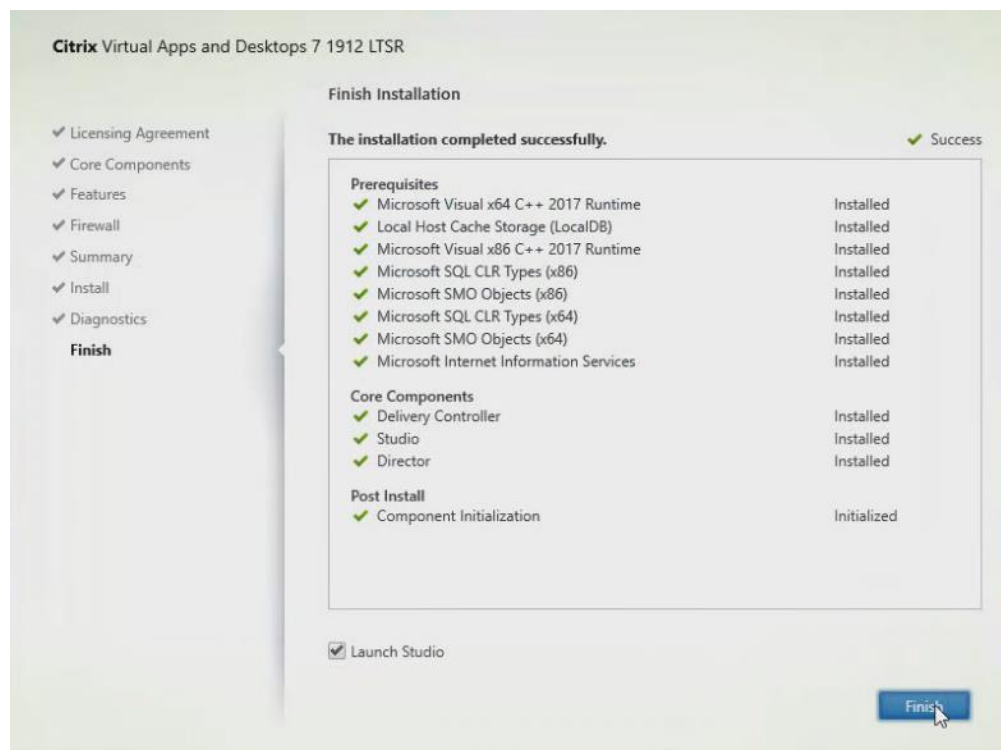 Citrix Virtual Apps and Desktops 7 1912 LTSR
Finish Installation
Licensing Agreement
Core Components
Features
Firewall
Summary
Install
Diagnostics
Finish
The installation completed successfully. Success
Prerequisites
Microsoft Visual x64 C++ 2017 Runtime Installed
Local Host Cache Storage (LocalDB) Installed
Microsoft Visual x86 C++ 2017 Runtime Installed
Microsoft SQL CLR Types (x86) Installed
Microsoft SMO Objects (x86) Installed
Microsoft SQL CLR Types (x64) Installed
Microsoft SMO Objects (x64) Installed
Microsoft Internet Information Services Installed
Core Components
Delivery Controller Installed
Studio Installed
Director Installed
Post Install
Component Initialization Initialized
Launch Studio
Finish